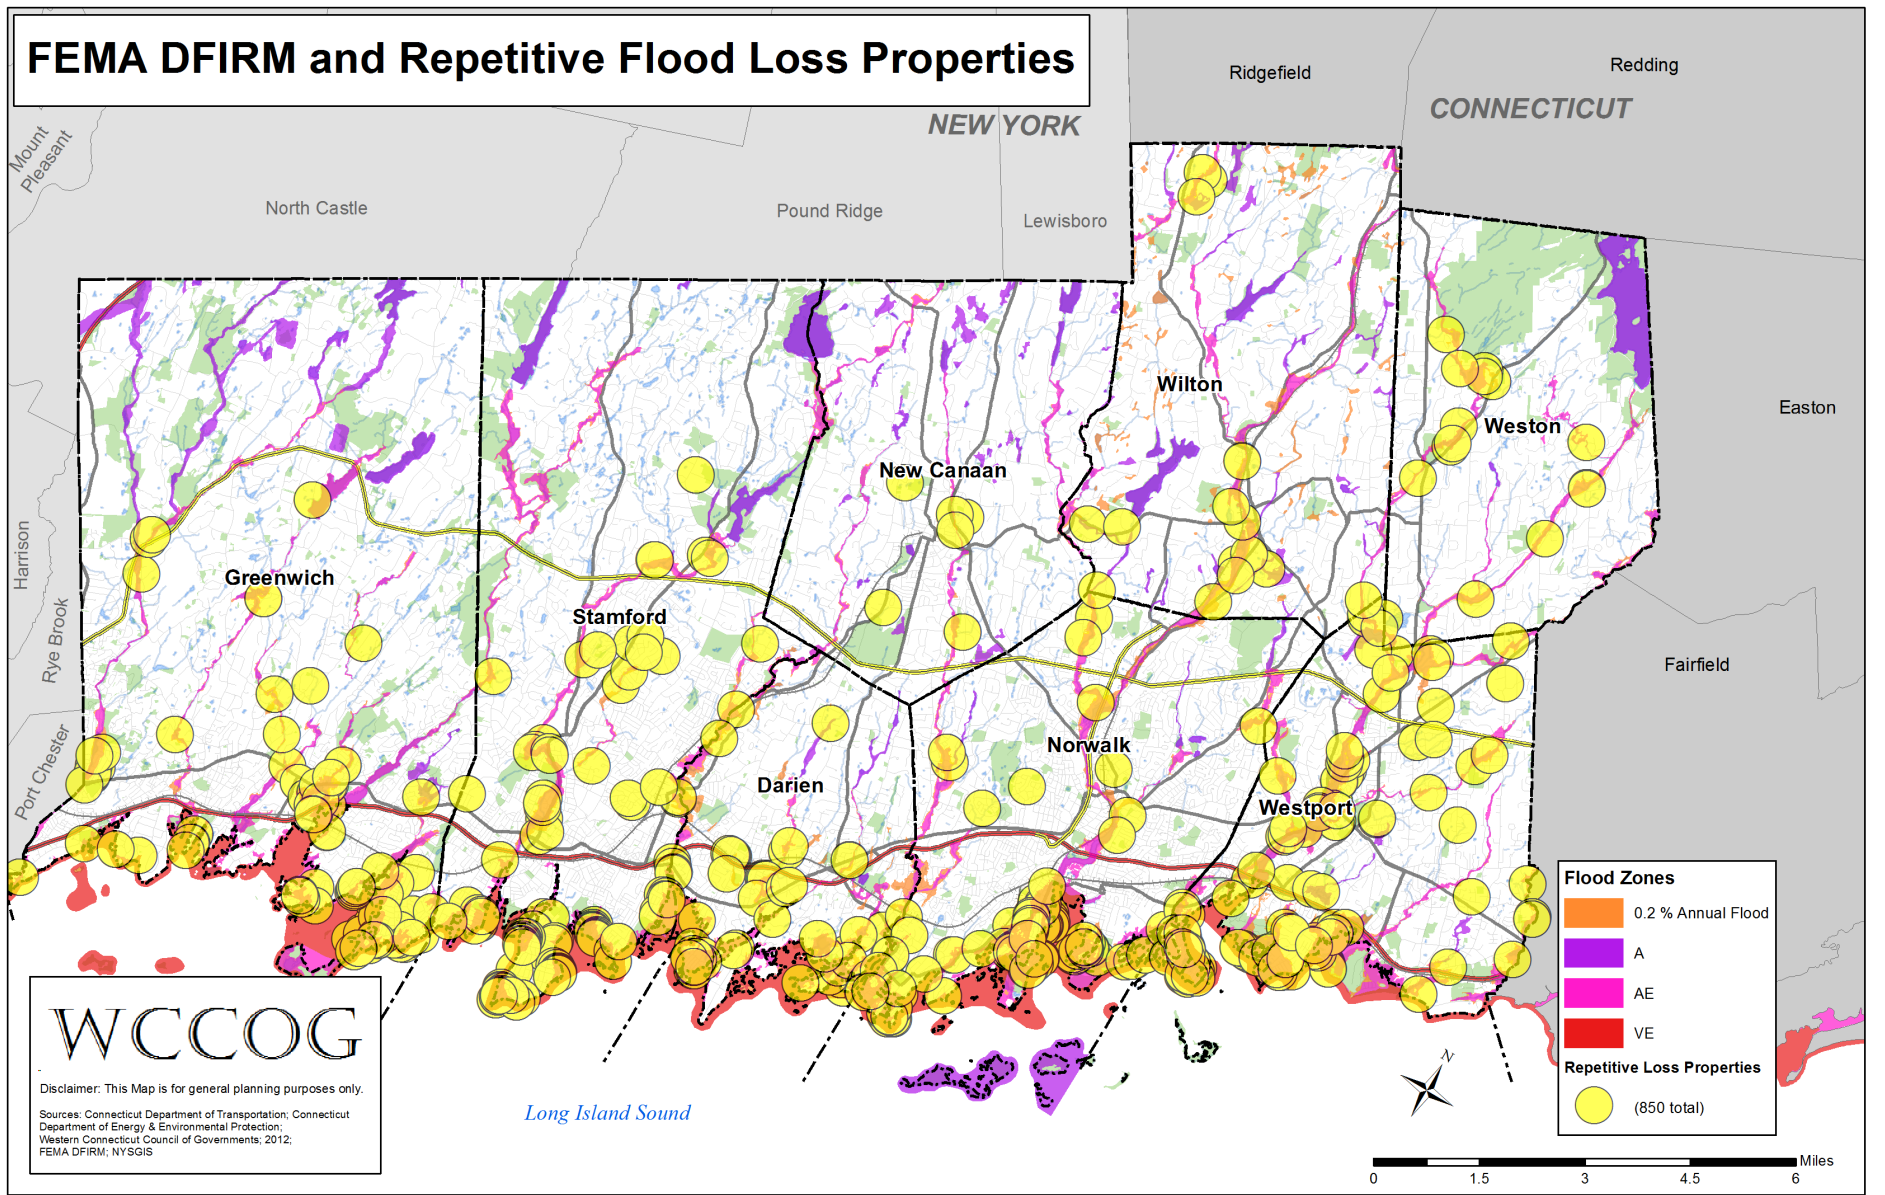 FEMA DFIRM and Repetitive Flood Loss Properties
Ridgefield
Redding
NEW YORK
CONNECTICUT
Mount
Pleasant
North Castle
Pound Ridge
Lewisboro
Wilton
Easton
Weston
New Canaan
Harrison
Greenwich
Stamford
Rye Brook
Fairfield
Norwalk
Port Chester
Darien
Westport
Flood Zones
0.2 % Annual Flood
A
AE
VE
Repetitive Loss Properties
(850 total)
WCCOG
Disclaimer: This Map is for general planning purposes only.
Sources: Connecticut Department of Transportation; Connecticut
Department of Energy & Environmental Protection;
Western Connecticut Council of Governments; 2012;
FEMA DFIRM; NYSGIS
Long Island Sound
N
Miles
0 1.5 3 4.5 6